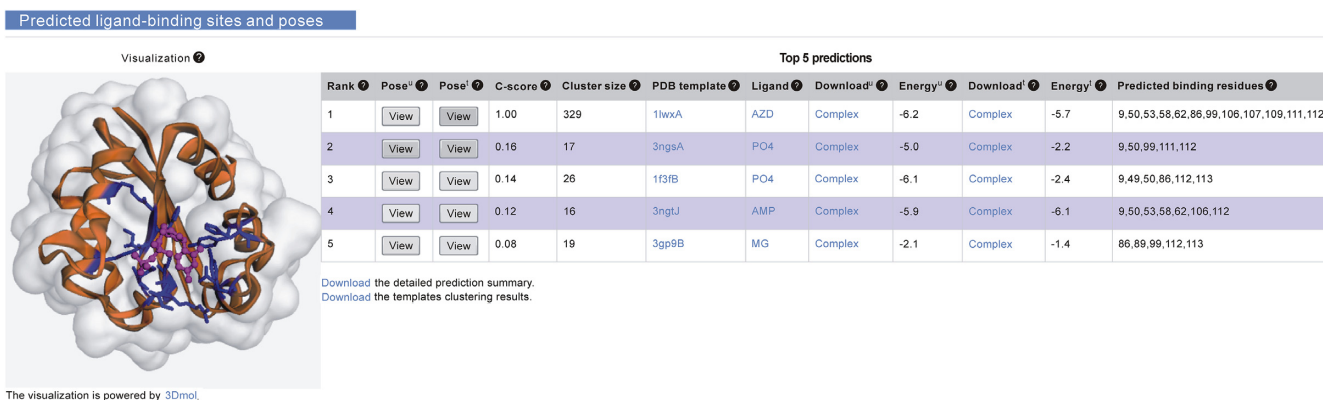 Predicted ligand-binding sites and poses
Visualization ?
Top 5 predictions
Rank ? Poseᵘ ? Poseᵗ ? C-score ? Cluster size ? PDB template ? Ligand ? Downloadᵘ ? Energyᵘ ? Downloadᵗ ? Energyᵗ ? Predicted binding residues ?
1 View View 1.00 329 1lwxA AZD Complex -6.2 Complex -5.7 9,50,53,58,62,86,99,106,107,109,111,112
2 View View 0.16 17 3ngsA PO4 Complex -5.0 Complex -2.2 9,50,99,111,112
3 View View 0.14 26 1f3fB PO4 Complex -6.1 Complex -2.4 9,49,50,86,112,113
4 View View 0.12 16 3ngtJ AMP Complex -5.9 Complex -6.1 9,50,53,58,62,106,112
5 View View 0.08 19 3gp9B MG Complex -2.1 Complex -1.4 86,89,99,112,113
Download the detailed prediction summary.
Download the templates clustering results.
The visualization is powered by 3Dmol.